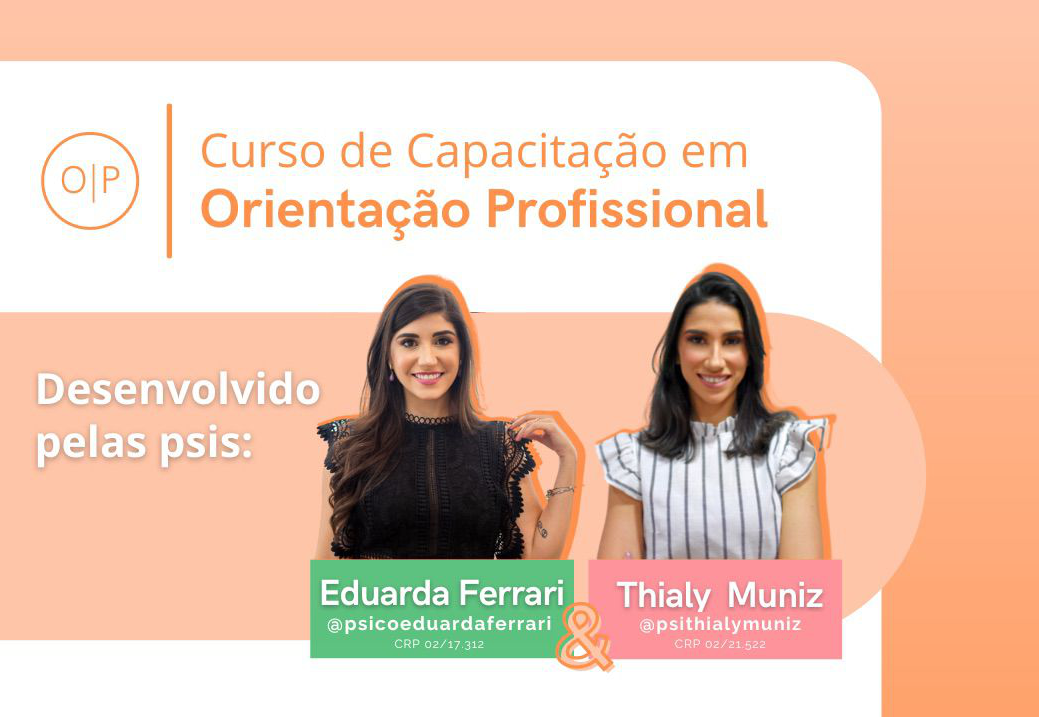 O|P
Curso de Capacitação em
Orientação Profissional
Desenvolvido
pelas psis:
Eduarda Ferrari
@psicoeduardaferrari
CRP 02/17.312
&
Thialy Muniz
@psithialymuniz
CRP 02/21.522